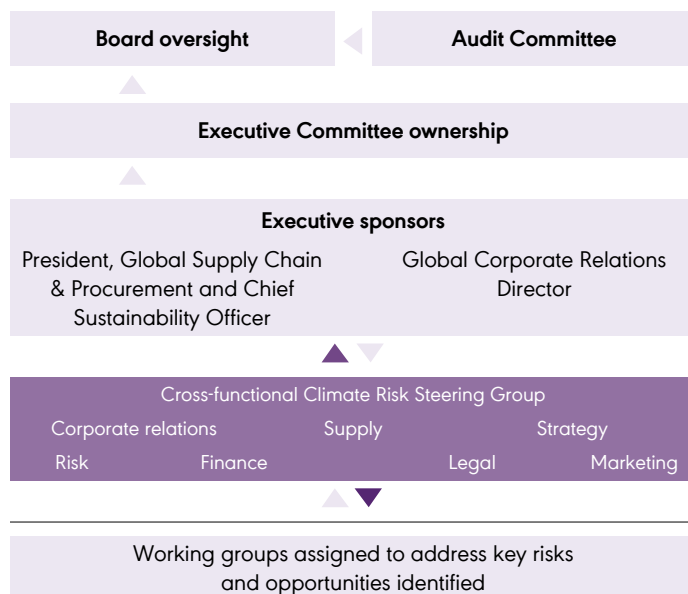 Board oversight
Audit Committee
Executive Committee ownership
Executive sponsors
President, Global Supply Chain
& Procurement and Chief
Sustainability Officer
Global Corporate Relations
Director
Cross-functional Climate Risk Steering Group
Corporate relations Supply Strategy
Risk Finance Legal Marketing
Working groups assigned to address key risks
and opportunities identified